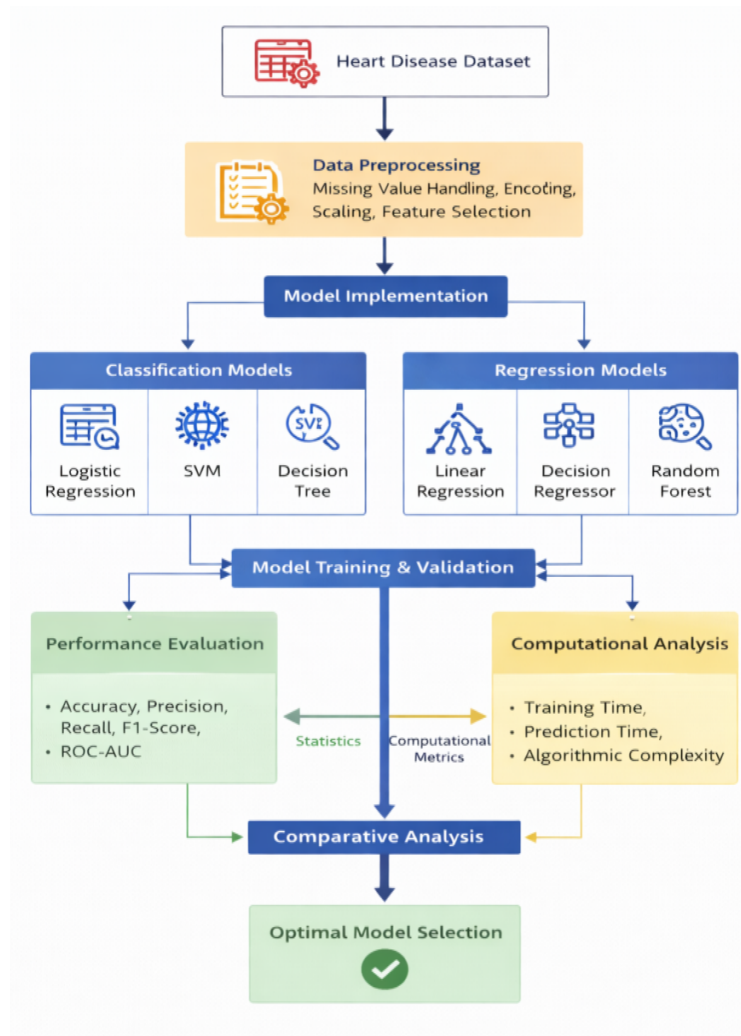 Heart Disease Dataset
Data Preprocessing
Missing Value Handling, Encoding,
Scaling, Feature Selection
Model Implementation
Classification Models
Logistic
Regression
SVM
Decision
Tree
Regression Models
Linear
Regression
Decision
Regressor
Random
Forest
Model Training & Validation
Performance Evaluation
• Accuracy, Precision,
Recall, F1-Score,
• ROC-AUC
Statistics
Computational
Metrics
Computational Analysis
• Training Time,
• Prediction Time,
• Algorithmic Complexity
Comparative Analysis
Optimal Model Selection